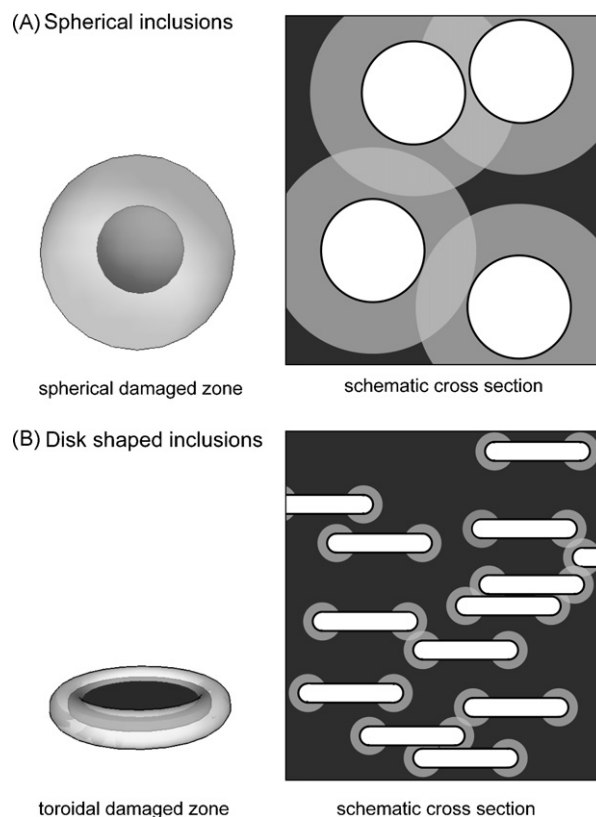 (A) Spherical inclusions
spherical damaged zone
schematic cross section
(B) Disk shaped inclusions
toroidal damaged zone
schematic cross section